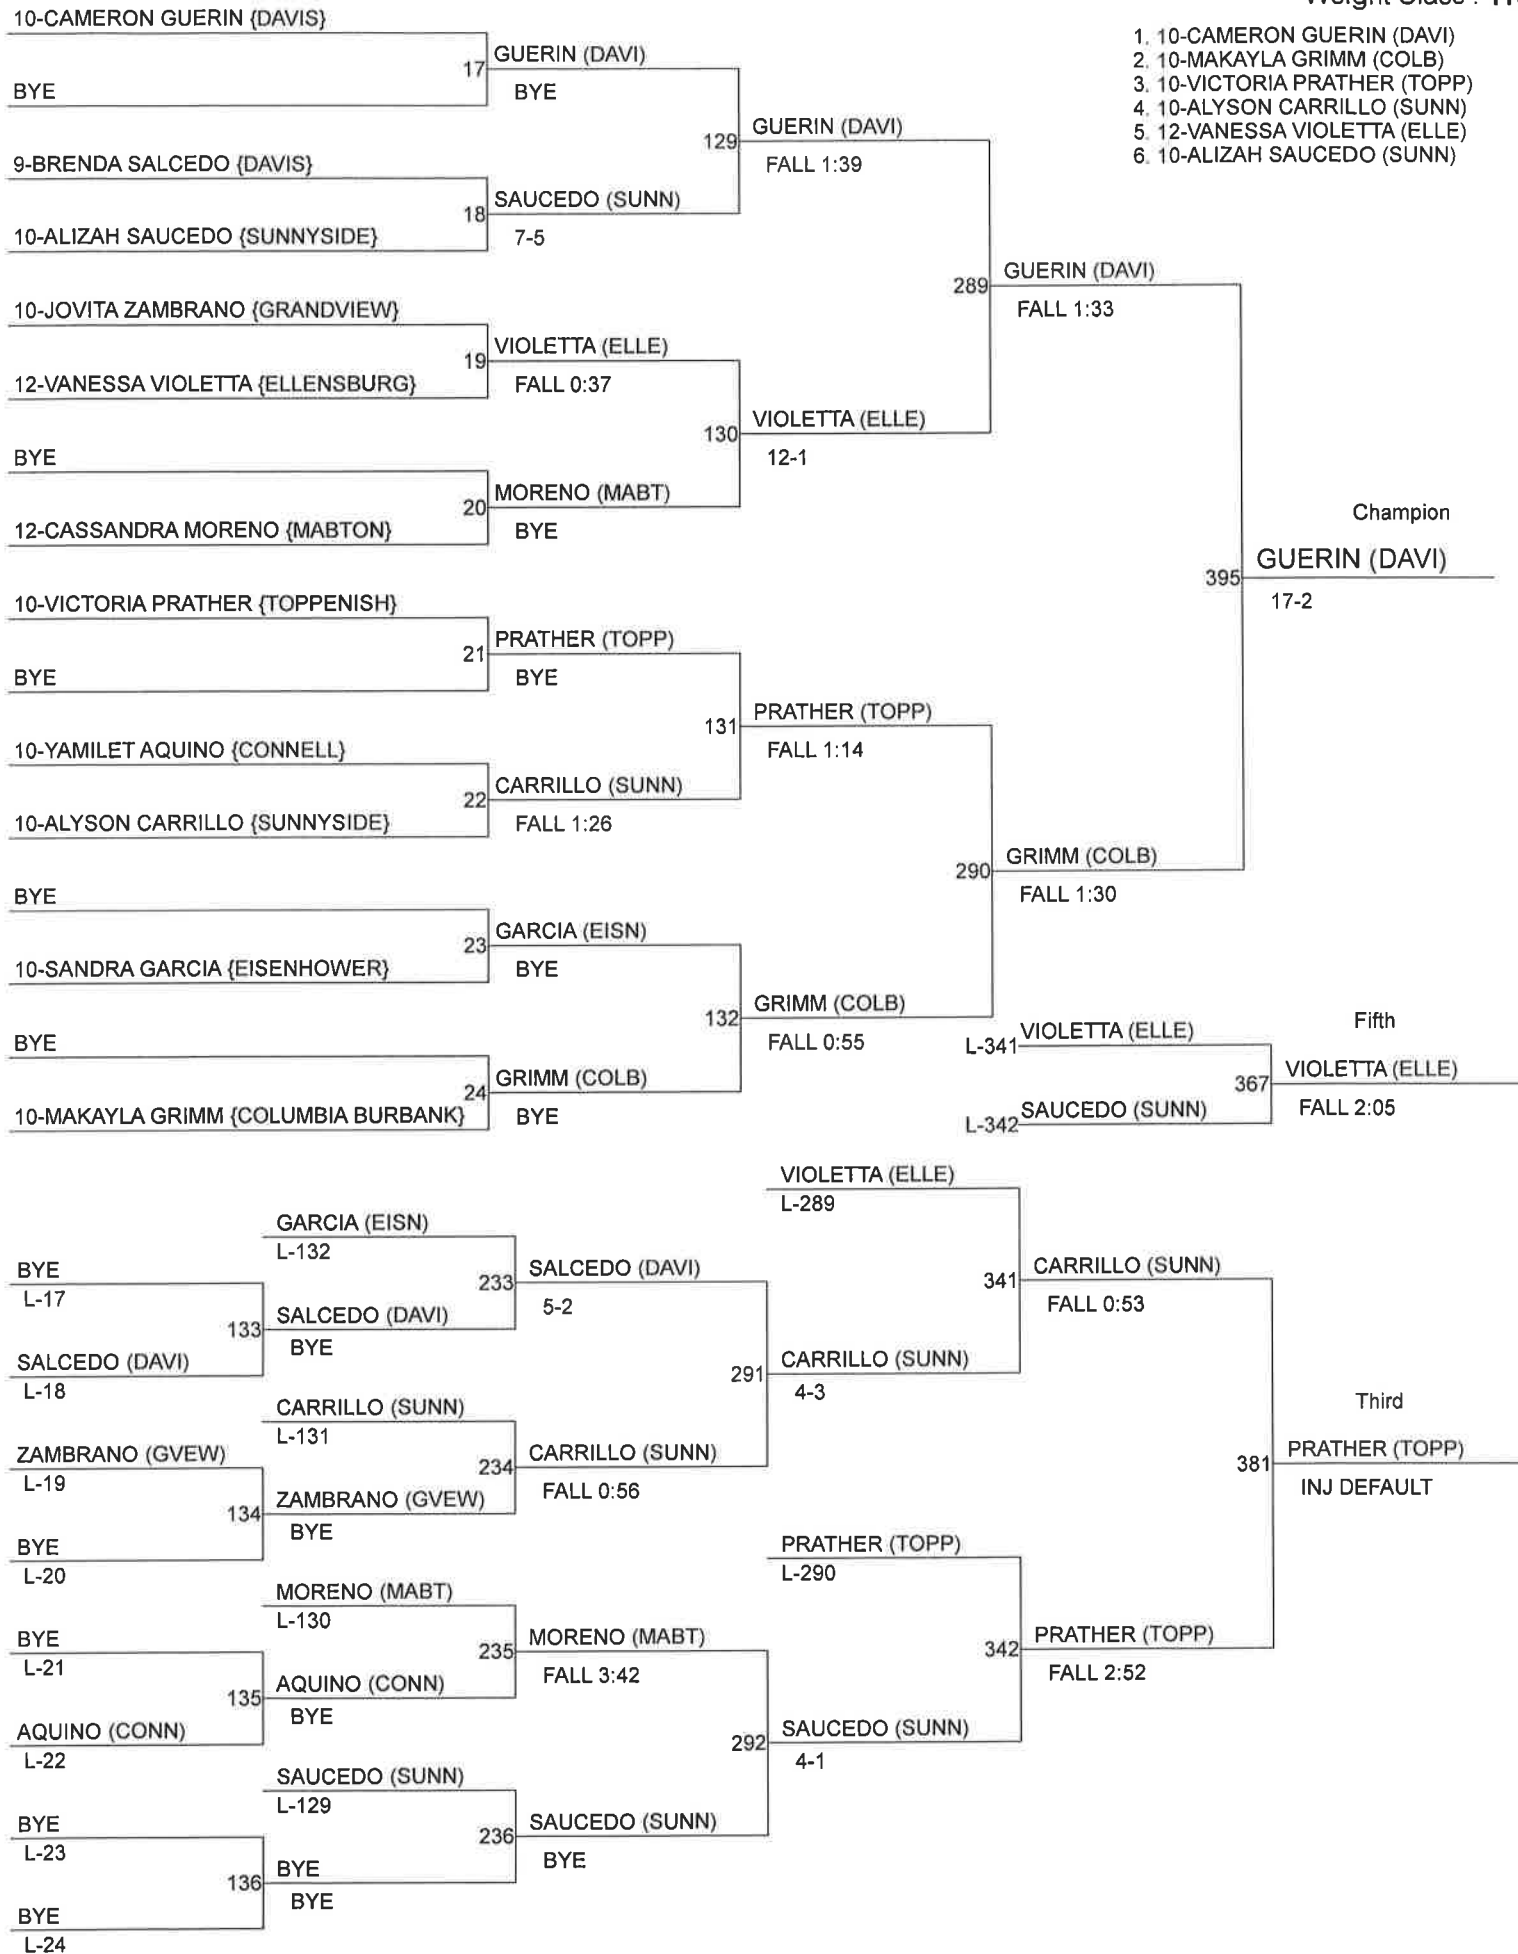 Weight Class :
10-CAMERON GUERIN {DAVIS}
17
GUERIN (DAVI)
BYE
BYE
129
GUERIN (DAVI)
FALL 1:39
9-BRENDA SALCEDO {DAVIS}
18
SAUCEDO (SUNN)
7-5
10-ALIZAH SAUCEDO {SUNNYSIDE}
289
GUERIN (DAVI)
FALL 1:33
10-JOVITA ZAMBRANO {GRANDVIEW}
19
VIOLETTA (ELLE)
FALL 0:37
12-VANESSA VIOLETTA {ELLENSBURG}
130
VIOLETTA (ELLE)
12-1
BYE
20
MORENO (MABT)
BYE
12-CASSANDRA MORENO {MABTON}
1. 10-CAMERON GUERIN (DAVI)
2. 10-MAKAYLA GRIMM (COLB)
3. 10-VICTORIA PRATHER (TOPP)
4. 10-ALYSON CARRILLO (SUNN)
5. 12-VANESSA VIOLETTA (ELLE)
6. 10-ALIZAH SAUCEDO (SUNN)
Champion
395
GUERIN (DAVI)
17-2
10-VICTORIA PRATHER {TOPPENISH}
21
PRATHER (TOPP)
BYE
BYE
131
PRATHER (TOPP)
FALL 1:14
10-YAMILET AQUINO {CONNELL}
22
CARRILLO (SUNN)
FALL 1:26
10-ALYSON CARRILLO {SUNNYSIDE}
290
GRIMM (COLB)
FALL 1:30
BYE
23
GARCIA (EISN)
BYE
10-SANDRA GARCIA {EISENHOWER}
132
GRIMM (COLB)
FALL 0:55
BYE
24
GRIMM (COLB)
BYE
10-MAKAYLA GRIMM {COLUMBIA BURBANK}
Fifth
L-341
VIOLETTA (ELLE)
367
VIOLETTA (ELLE)
FALL 2:05
L-342
SAUCEDO (SUNN)
VIOLETTA (ELLE)
L-289
GARCIA (EISN)
L-132
BYE
L-17
133
SALCEDO (DAVI)
BYE
SALCEDO (DAVI)
L-18
233
SALCEDO (DAVI)
5-2
341
CARRILLO (SUNN)
FALL 0:53
291
CARRILLO (SUNN)
4-3
CARRILLO (SUNN)
L-131
ZAMBRANO (GVEW)
L-19
134
ZAMBRANO (GVEW)
BYE
BYE
L-20
234
CARRILLO (SUNN)
FALL 0:56
Third
381
PRATHER (TOPP)
INJ DEFAULT
PRATHER (TOPP)
L-290
MORENO (MABT)
L-130
BYE
L-21
135
AQUINO (CONN)
BYE
AQUINO (CONN)
L-22
235
MORENO (MABT)
FALL 3:42
342
PRATHER (TOPP)
FALL 2:52
292
SAUCEDO (SUNN)
4-1
SAUCEDO (SUNN)
L-129
BYE
L-23
136
BYE
BYE
BYE
L-24
236
SAUCEDO (SUNN)
BYE